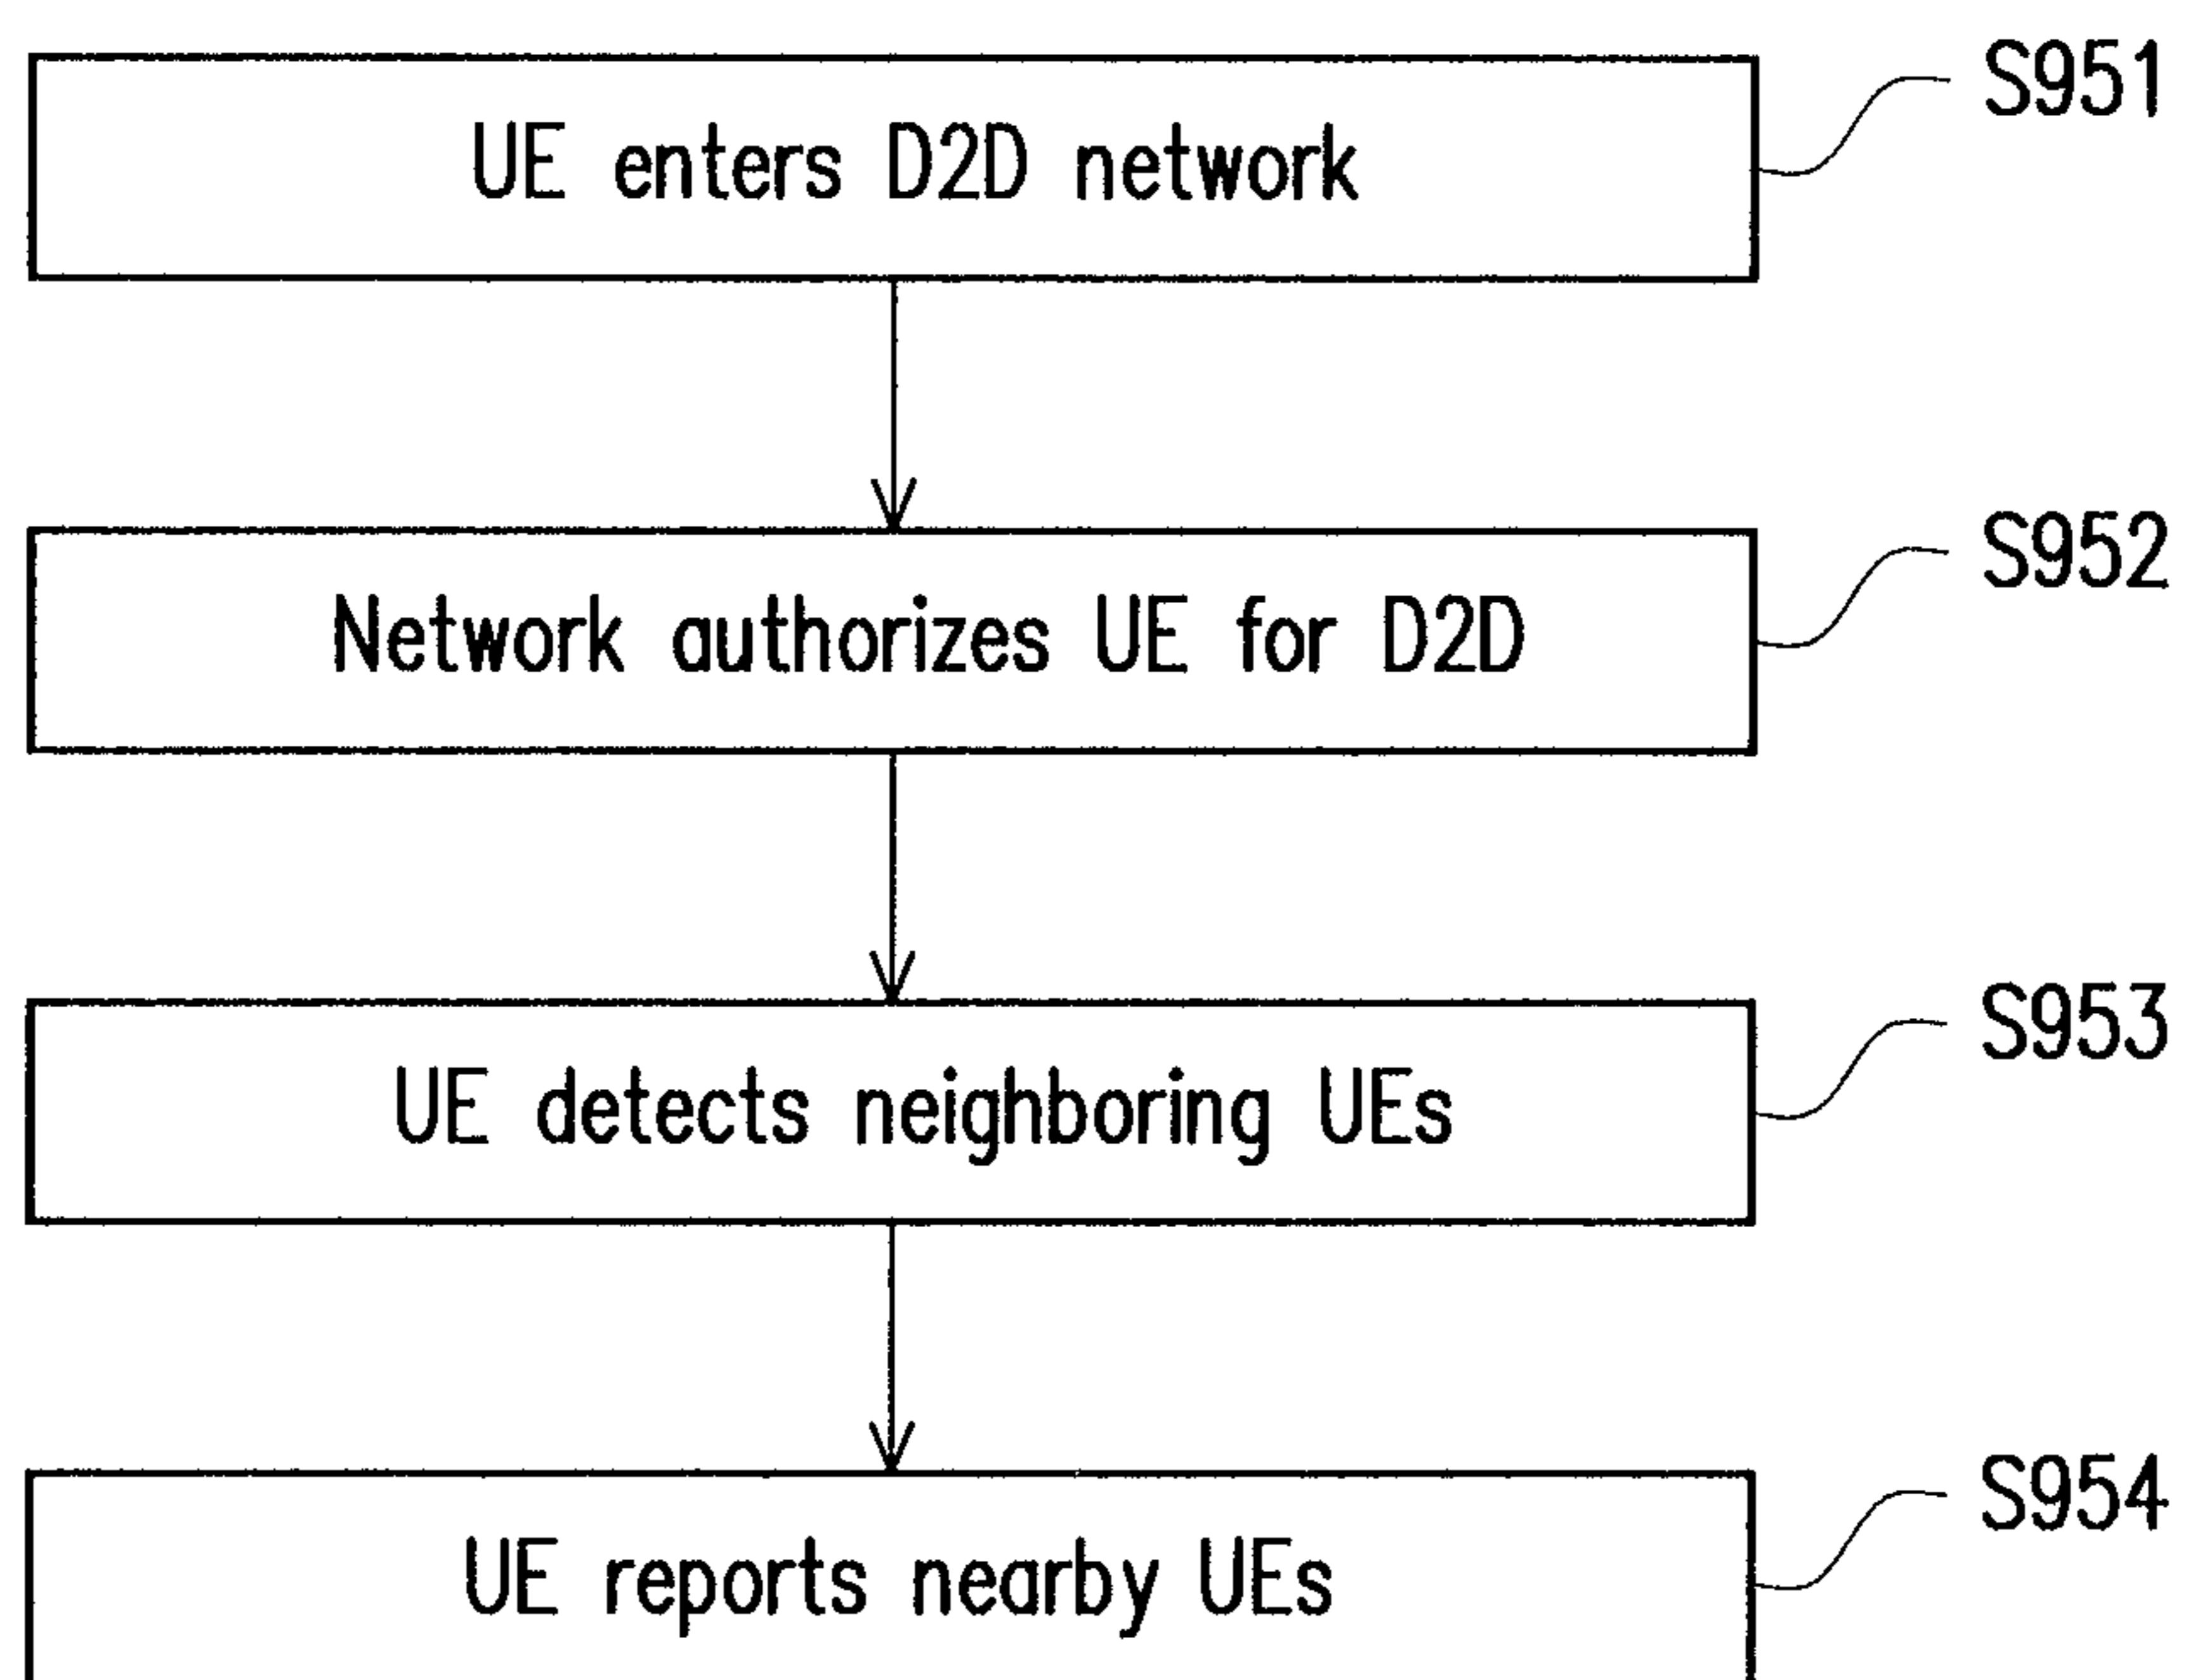 UE enters D2D network
S951
Network authorizes UE for D2D
S952
UE detects neighboring UEs
S953
UE reports nearby UEs
S954